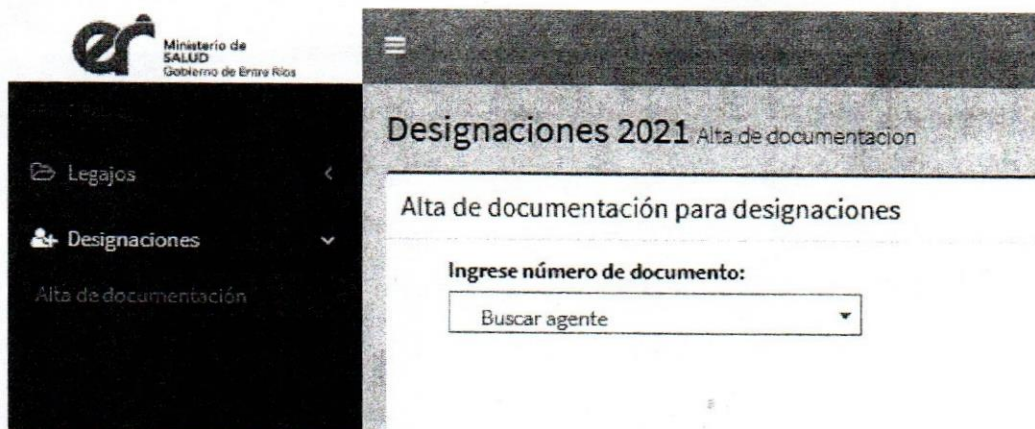 er
Ministerio de
SALUD
Gobierno de Entre Ríos
Legajos
Designaciones
Alta de documentación
Designaciones 2021 Alta de documentacion
Alta de documentación para designaciones
Ingrese número de documento:
Buscar agente